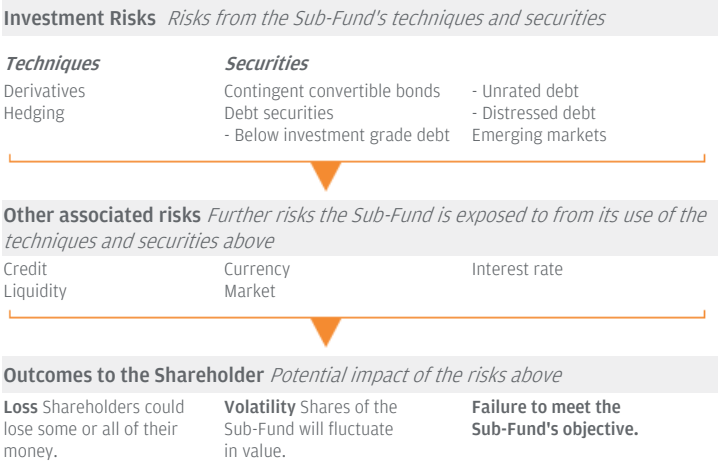 Investment Risks Risks from the Sub-Fund's techniques and securities
Techniques
Derivatives
Hedging
Securities
Contingent convertible bonds
Debt securities
- Below investment grade debt
- Unrated debt
- Distressed debt
Emerging markets
Other associated risks Further risks the Sub-Fund is exposed to from its use of the
techniques and securities above
Credit
Liquidity
Currency
Market
Interest rate
Outcomes to the Shareholder Potential impact of the risks above
Loss Shareholders could
lose some or all of their
money.
Volatility Shares of the
Sub-Fund will fluctuate
in value.
Failure to meet the
Sub-Fund's objective.